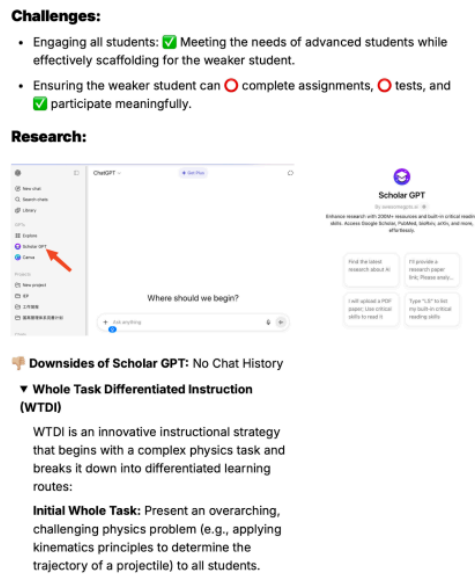 Challenges:
• Engaging all students: ✅ Meeting the needs of advanced students while
effectively scaffolding for the weaker student.
• Ensuring the weaker student can ⭕ complete assignments, ⭕ tests, and
✅ participate meaningfully.
Research:
ChatGPT
Get Plus
New chat
Search chats
Library
GPTs
Explore
Scholar GPT
Canva
Projects
New project
Where should we begin?
Ask anything
Scholar GPT
By awesomegpts.ai
Enhance research with 200M+ resources and built-in critical reading
skills. Access Google Scholar, PubMed, bioRxiv, arXiv, and more,
effortlessly.
Find the latest
research about AI
I'll provide a
research paper
link; Please analy...
I will upload a PDF
paper; Use critical
skills to read it
Type "LS" to list
my built-in critical
reading skills
👎🏼 Downsides of Scholar GPT: No Chat History
▼ Whole Task Differentiated Instruction
(WTDI)
WTDI is an innovative instructional strategy
that begins with a complex physics task and
breaks it down into differentiated learning
routes:
Initial Whole Task: Present an overarching,
challenging physics problem (e.g., applying
kinematics principles to determine the
trajectory of a projectile) to all students.